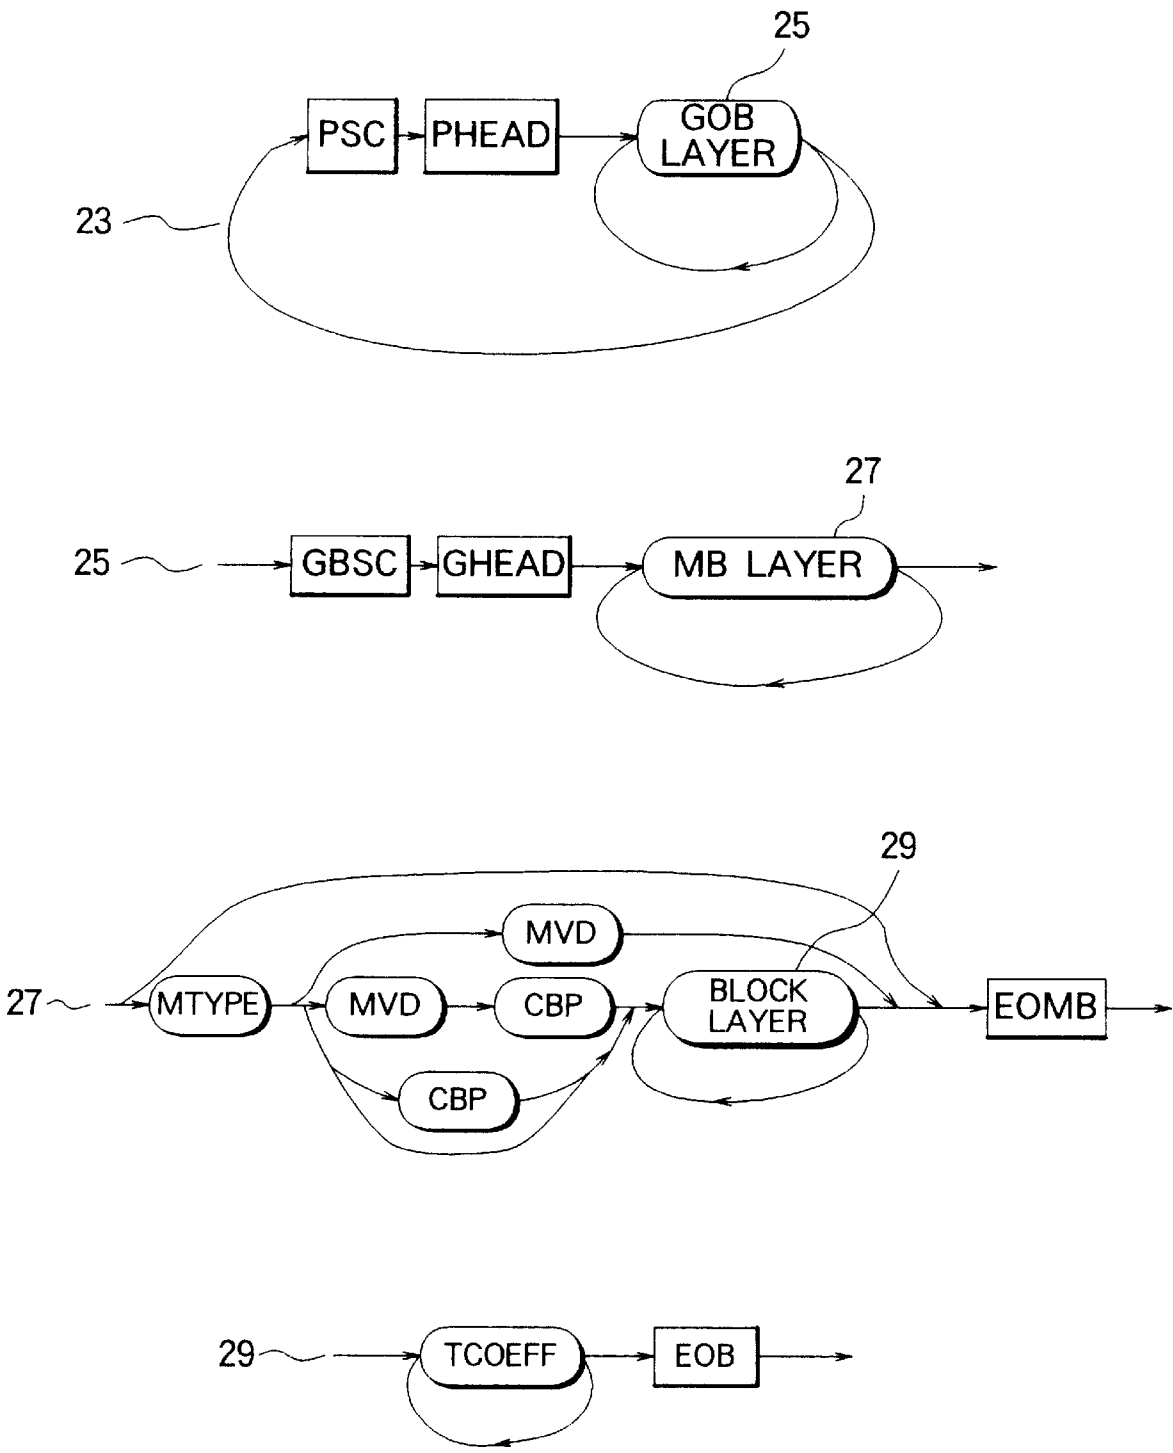 25
PSC PHEAD GOB
LAYER
23
27
25 GBSC GHEAD MB LAYER
29
MVD
27 MTYPE MVD CBP BLOCK
LAYER EOMB
CBP
29 TCOEFF EOB